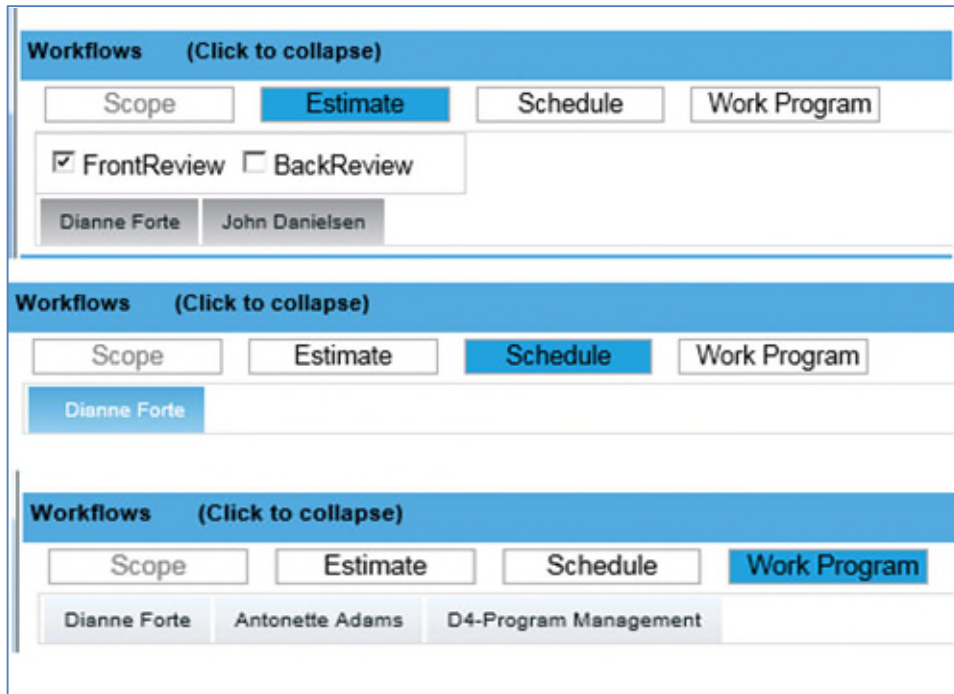 Workflows (Click to collapse)
Scope Estimate Schedule Work Program
FrontReview BackReview
Dianne Forte John Danielsen
Workflows (Click to collapse)
Scope Estimate Schedule Work Program
Dianne Forte
Workflows (Click to collapse)
Scope Estimate Schedule Work Program
Dianne Forte Antonette Adams D4-Program Management